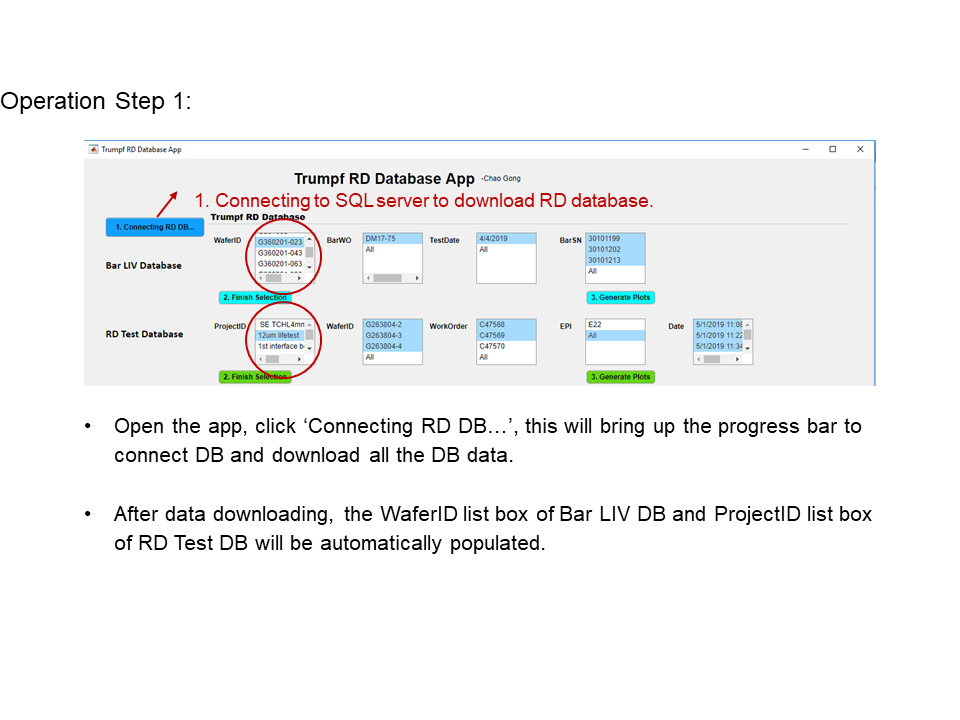 Operation Step 1:
Trumpf RD Database App
Trumpf RD Database App -Chao Gong
1. Connecting to SQL server to download RD database.
Trumpf RD Database
1. Connecting RD DB...
Bar LIV Database
WaferID
G360201-023
G360201-043
G360201-063
BarWO
DM17-75
All
TestDate
4/4/2019
All
BarSN
30101199
30101202
30101213
All
2. Finish Selection
3. Generate Plots
RD Test Database
ProjectID
SE TCHL4mn
12um lifetest
1st interface b
WaferID
G263804-2
G263804-3
G263804-4
All
WorkOrder
C47568
C47569
C47570
All
EPI
E22
All
Date
5/1/2019 11:08
5/1/2019 11:22
5/1/2019 11:34
2. Finish Selection
3. Generate Plots
• Open the app, click ‘Connecting RD DB…’, this will bring up the progress bar to
connect DB and download all the DB data.
• After data downloading, the WaferID list box of Bar LIV DB and ProjectID list box
of RD Test DB will be automatically populated.